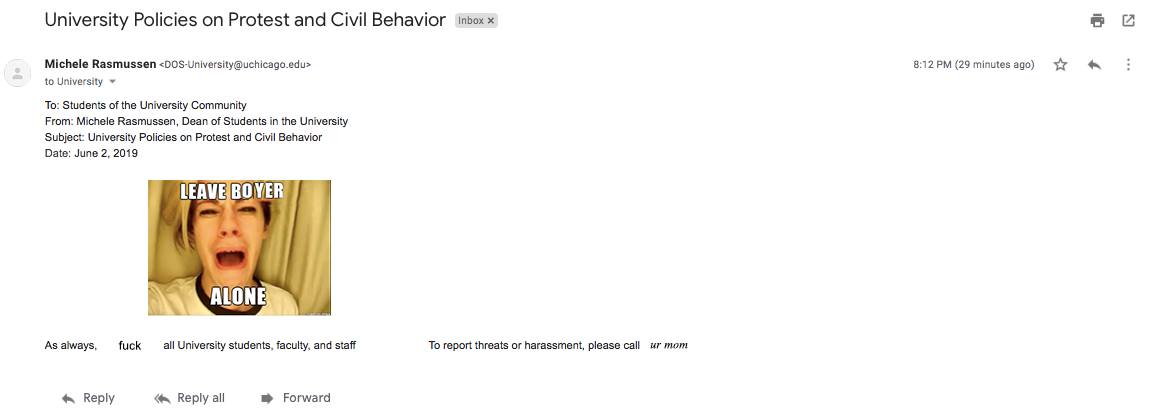 University Policies on Protest and Civil Behavior Inbox x
Michele Rasmussen <DOS-University@uchicago.edu> 8:12 PM (29 minutes ago)
to University
To: Students of the University Community
From: Michele Rasmussen, Dean of Students in the University
Subject: University Policies on Protest and Civil Behavior
Date: June 2, 2019
LEAVE BOYER
ALONE
As always, fuck all University students, faculty, and staff To report threats or harassment, please call ur mom
Reply Reply all Forward